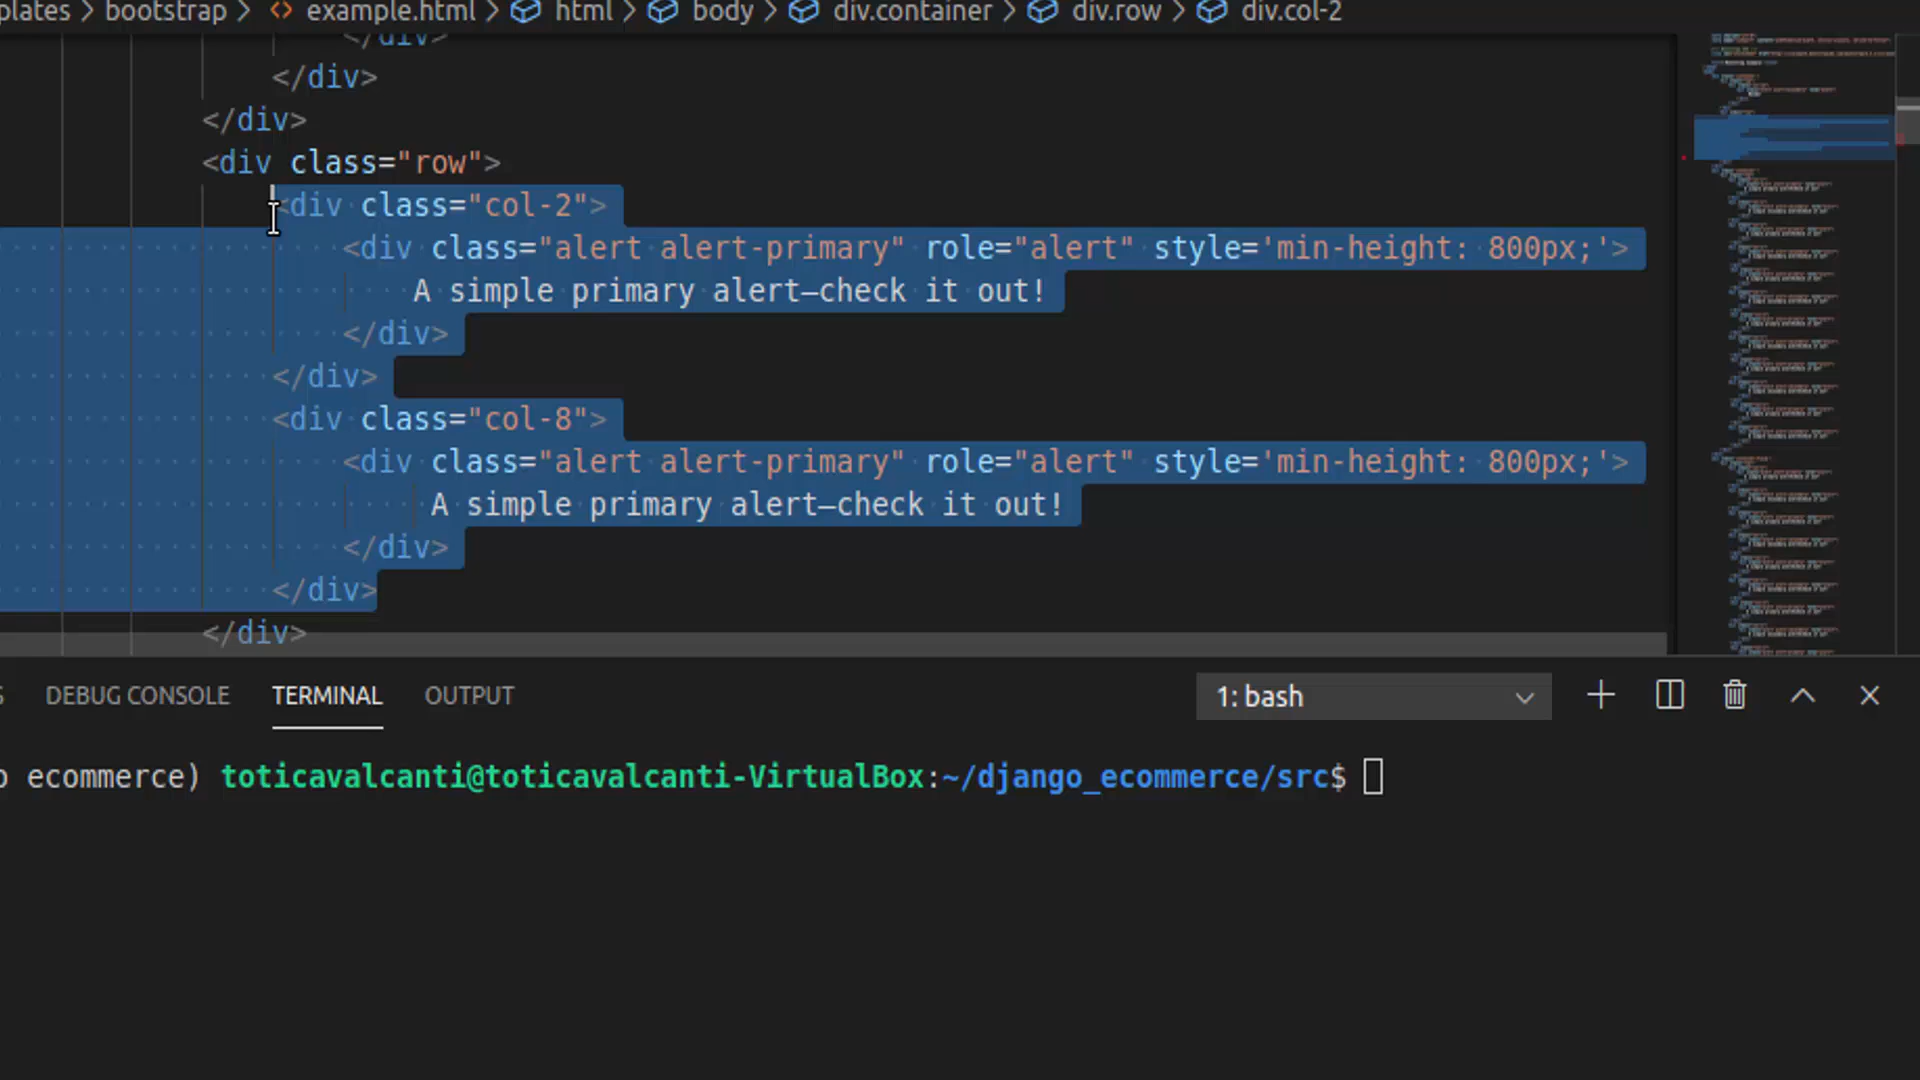 plates > bootstrap > <> example.html > html > body > div.container > div.row > div.col-2
</div>
</div>
</div>
<div class="row">
<div class="col-2">
<div class="alert alert-primary" role="alert" style='min-height: 800px;'>
A simple primary alert—check it out!
</div>
</div>
<div class="col-8">
<div class="alert alert-primary" role="alert" style='min-height: 800px;'>
A simple primary alert—check it out!
</div>
</div>
</div>
S DEBUG CONSOLE TERMINAL OUTPUT 1: bash
o ecommerce) toticavalcanti@toticavalcanti-VirtualBox:~/django_ecommerce/src$